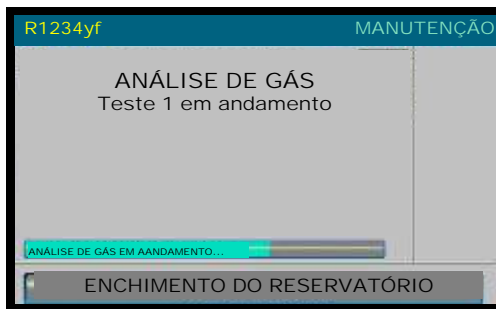 R1234yf MANUTENÇÃO
ANÁLISE DE GÁS
Teste 1 em andamento
ANÁLISE DE GÁS EM AANDAMENTO...
ENCHIMENTO DO RESERVATÓRIO